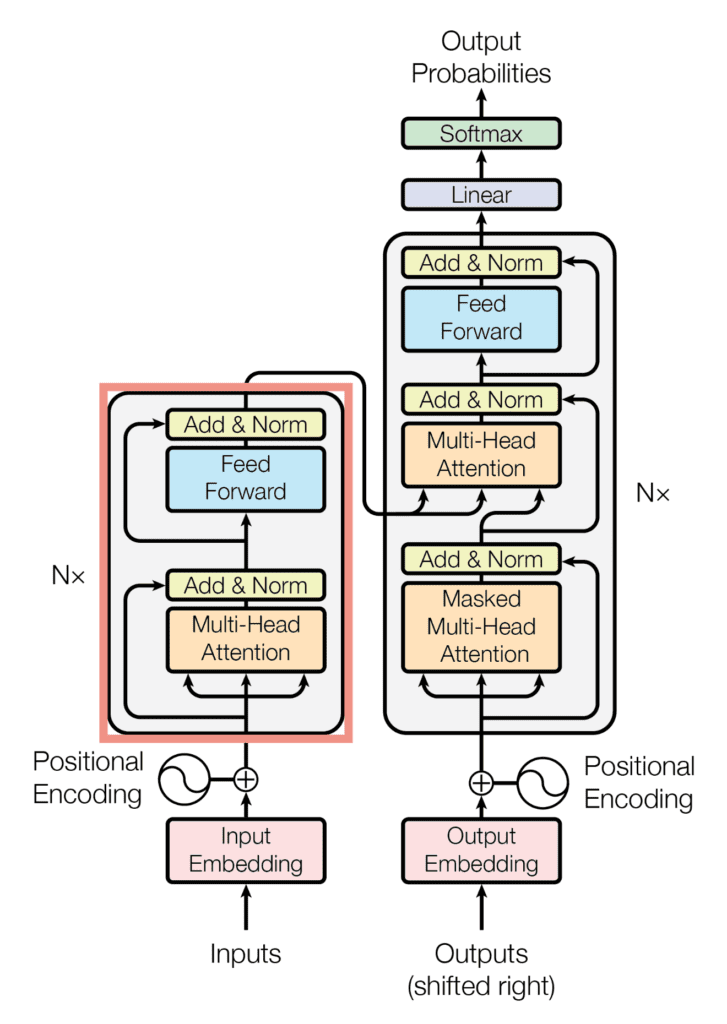 Output
Probabilities
Softmax
Linear
Add & Norm
Feed
Forward
Add & Norm
Multi-Head
Attention
Add & Norm
Masked
Multi-Head
Attention
Nx
Positional
Encoding
Output
Embedding
Outputs
(shifted right)
Add & Norm
Feed
Forward
Add & Norm
Multi-Head
Attention
N×
Positional
Encoding
Input
Embedding
Inputs